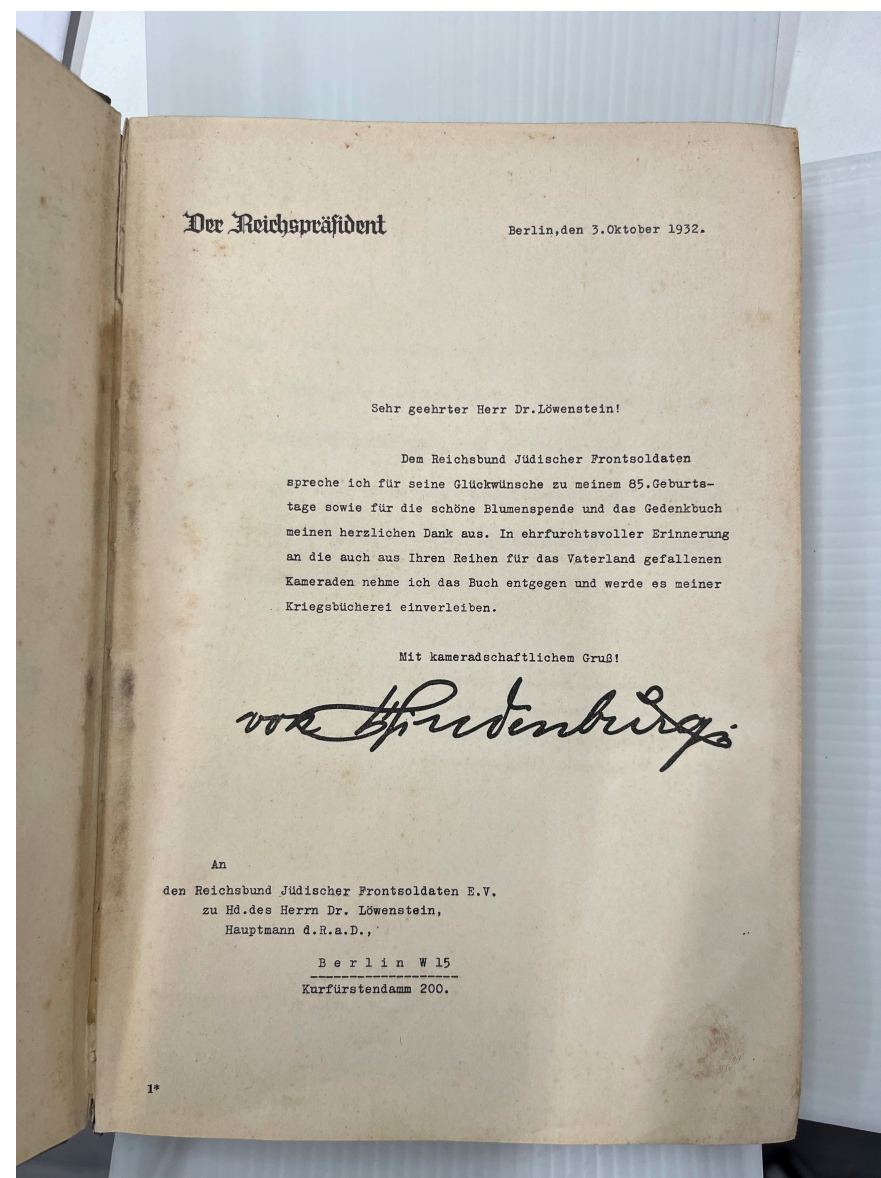 Der Reichspräsident
Berlin,den 3.Oktober 1932.
Sehr geehrter Herr Dr.Löwenstein!
Dem Reichsbund Jüdischer Frontsoldaten
spreche ich für seine Glückwünsche zu meinem 85.Geburts-
tage sowie für die schöne Blumenspende und das Gedenkbuch
meinen herzlichen Dank aus. In ehrfurchtsvoller Erinnerung
an die auch aus Ihren Reihen für das Vaterland gefallenen
Kameraden nehme ich das Buch entgegen und werde es meiner
Kriegsbücherei einverleiben.
Mit kameradschaftlichem Gruß!
von Hindenburg
An
den Reichsbund Jüdischer Frontsoldaten E.V.
zu Hd.des Herrn Dr. Löwenstein,
Hauptmann d.R.a.D.,
B e r l i n W 15
Kurfürstendamm 200.
1*